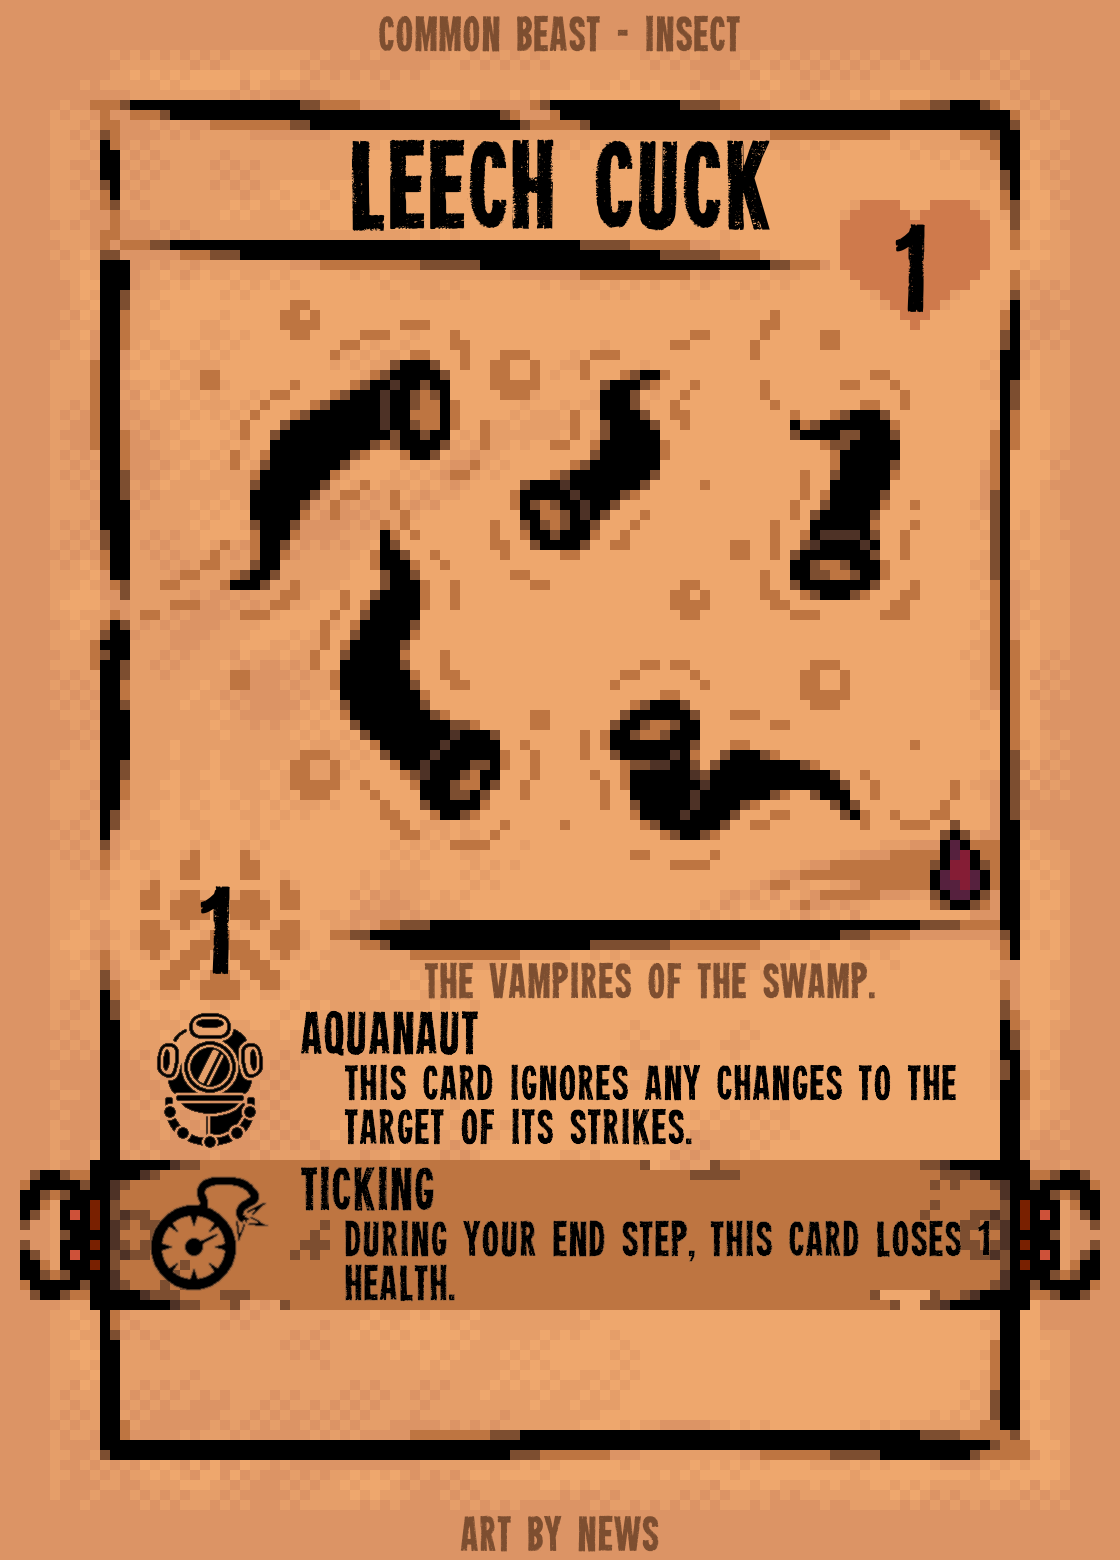 COMMON BEAST - INSECT
LEECH CUCK
1
1
THE VAMPIRES OF THE SWAMP.
AQUANAUT
THIS CARD IGNORES ANY CHANGES TO THE
TARGET OF ITS STRIKES.
TICKING
DURING YOUR END STEP, THIS CARD LOSES 1
HEALTH.
ART BY NEWS